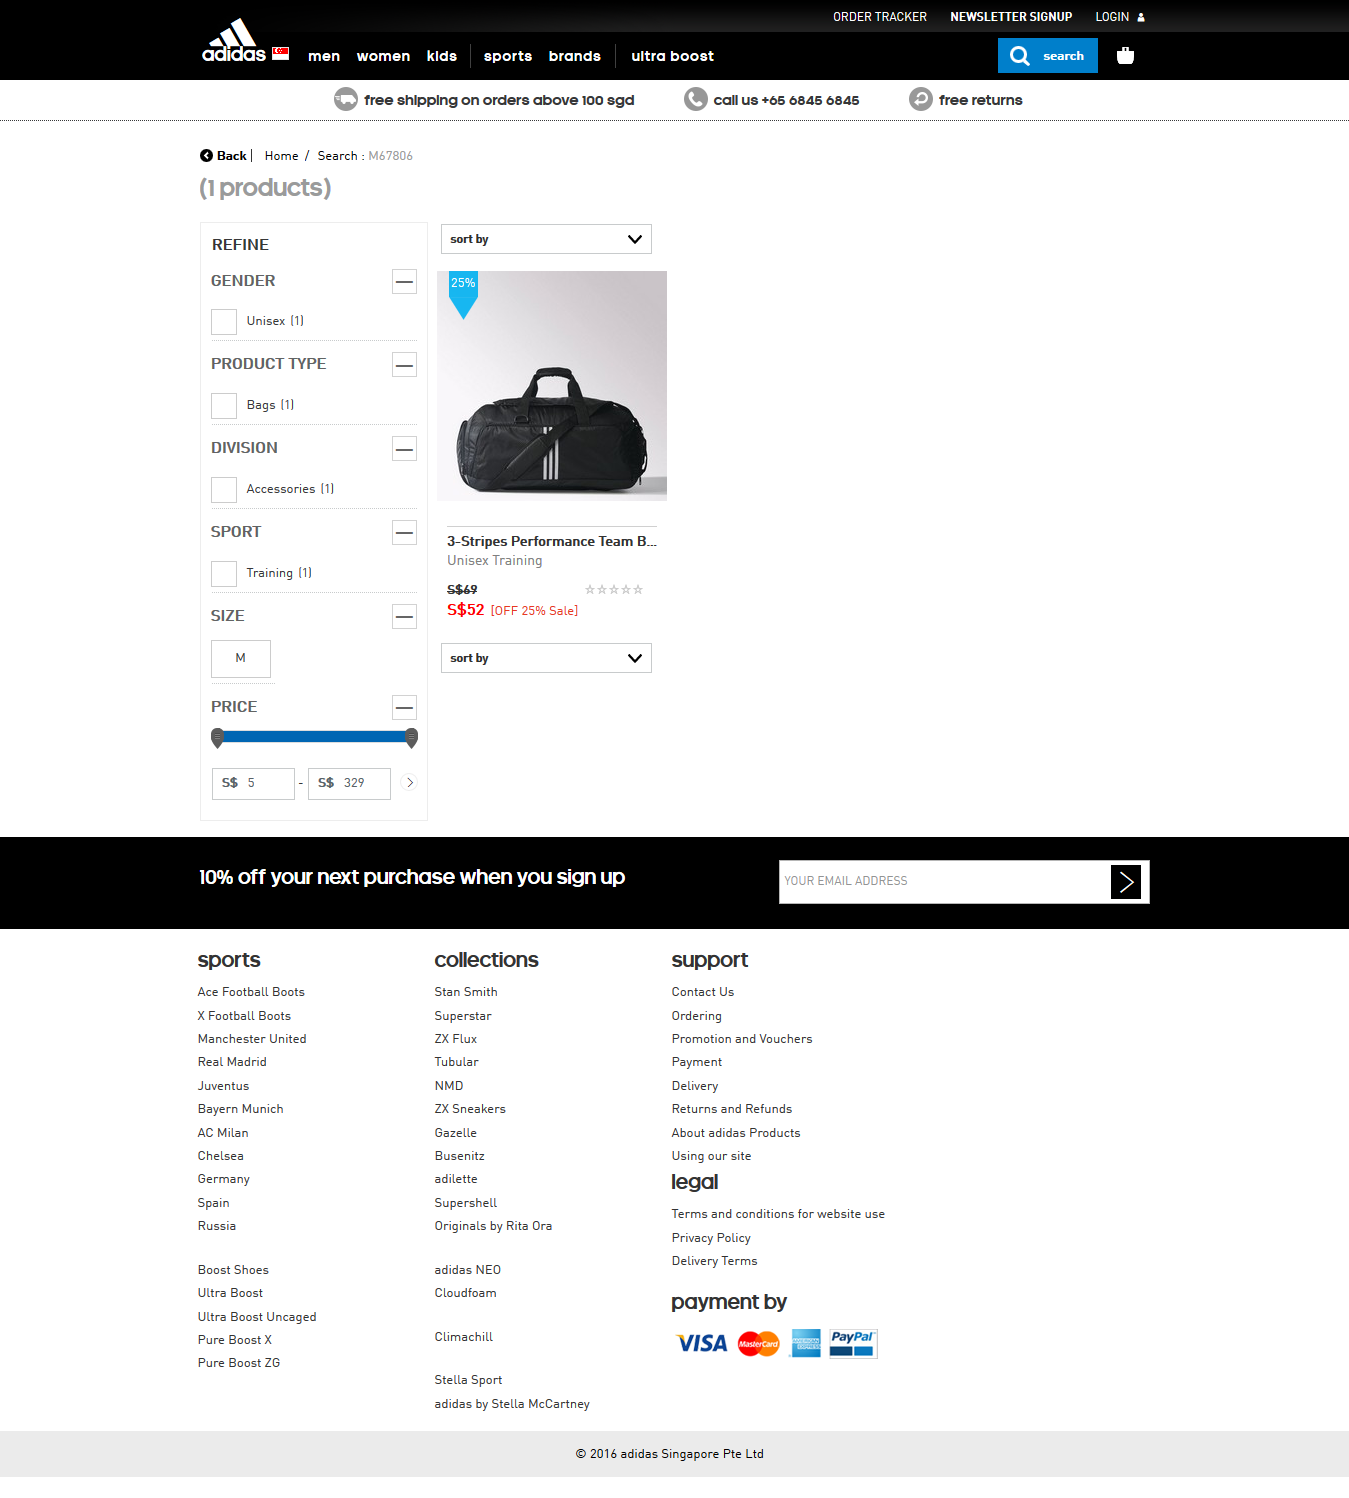 ORDER TRACKER NEWSLETTER SIGNUP LOGIN
adidas men women kids sports brands ultra boost search
free shipping on orders above 100 sgd call us +65 6845 6845 free returns
Back | Home / Search : M67806
(1 products)
REFINE
sort by
GENDER
25%
Unisex (1)
PRODUCT TYPE
Bags (1)
DIVISION
Accessories (1)
SPORT
Training (1)
SIZE
M
PRICE
S$ 5 - S$ 329
3-Stripes Performance Team B...
Unisex Training
S$69
S$52 [OFF 25% Sale]
sort by
10% off your next purchase when you sign up
YOUR EMAIL ADDRESS
sports
Ace Football Boots
X Football Boots
Manchester United
Real Madrid
Juventus
Bayern Munich
AC Milan
Chelsea
Germany
Spain
Russia
Boost Shoes
Ultra Boost
Ultra Boost Uncaged
Pure Boost X
Pure Boost ZG
collections
Stan Smith
Superstar
ZX Flux
Tubular
NMD
ZX Sneakers
Gazelle
Busenitz
adilette
Supershell
Originals by Rita Ora
adidas NEO
Cloudfoam
Climachill
Stella Sport
adidas by Stella McCartney
support
Contact Us
Ordering
Promotion and Vouchers
Payment
Delivery
Returns and Refunds
About adidas Products
Using our site
legal
Terms and conditions for website use
Privacy Policy
Delivery Terms
payment by
VISA MasterCard AMERICAN EXPRESS PayPal
© 2016 adidas Singapore Pte Ltd